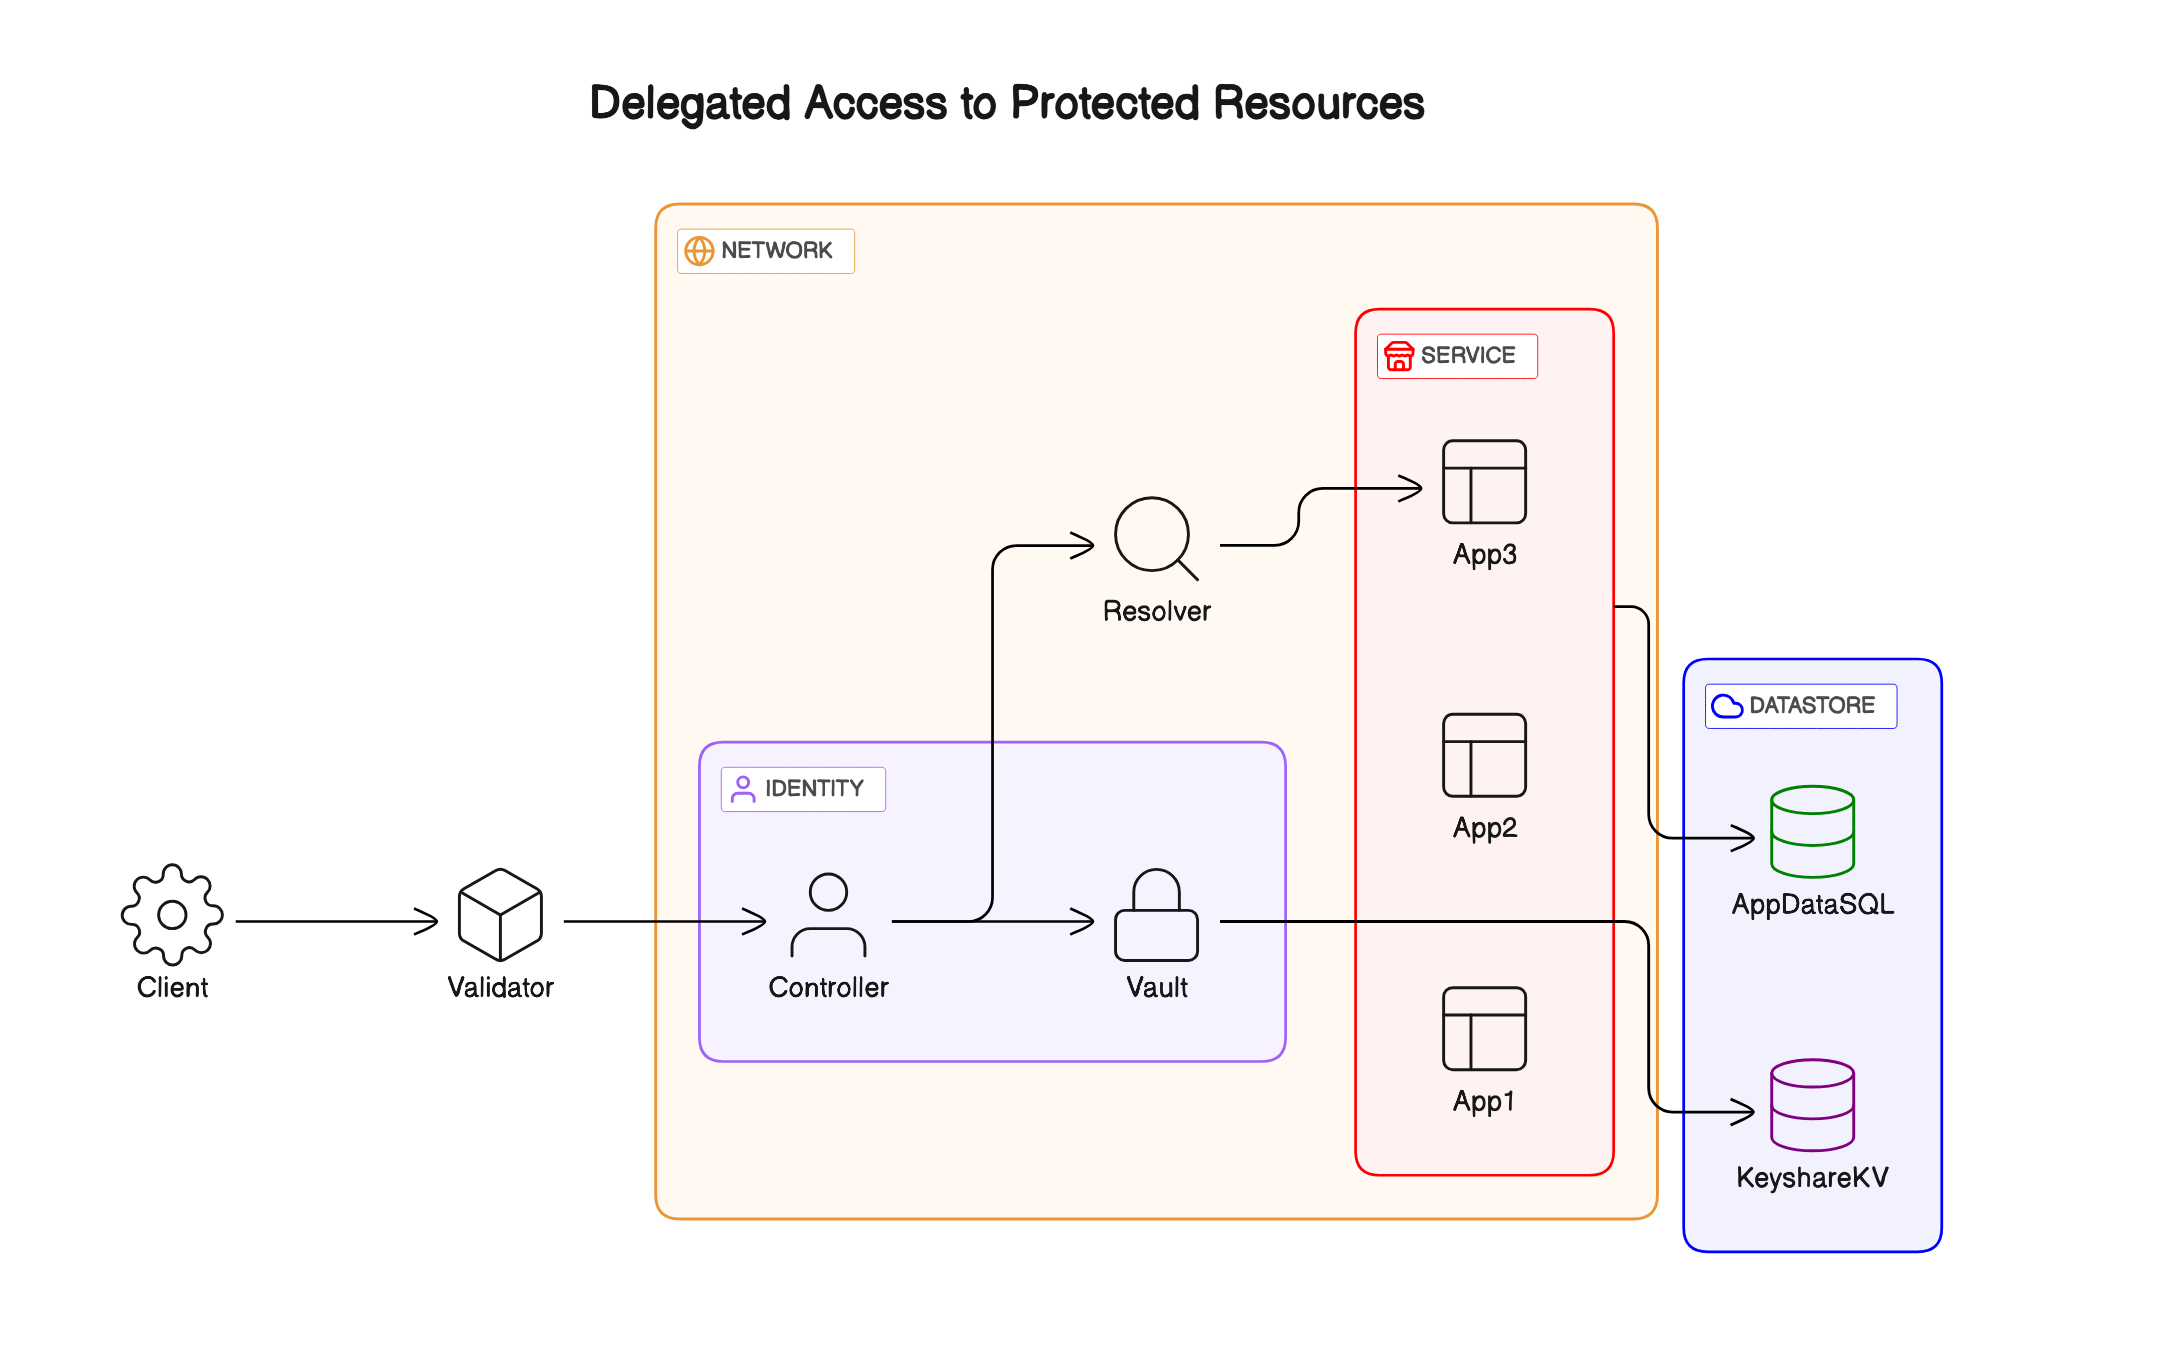 Delegated Access to Protected Resources
NETWORK
SERVICE
App3
Resolver
DATASTORE
IDENTITY
App2
AppDataSQL
Client
Validator
Controller
Vault
App1
KeyshareKV